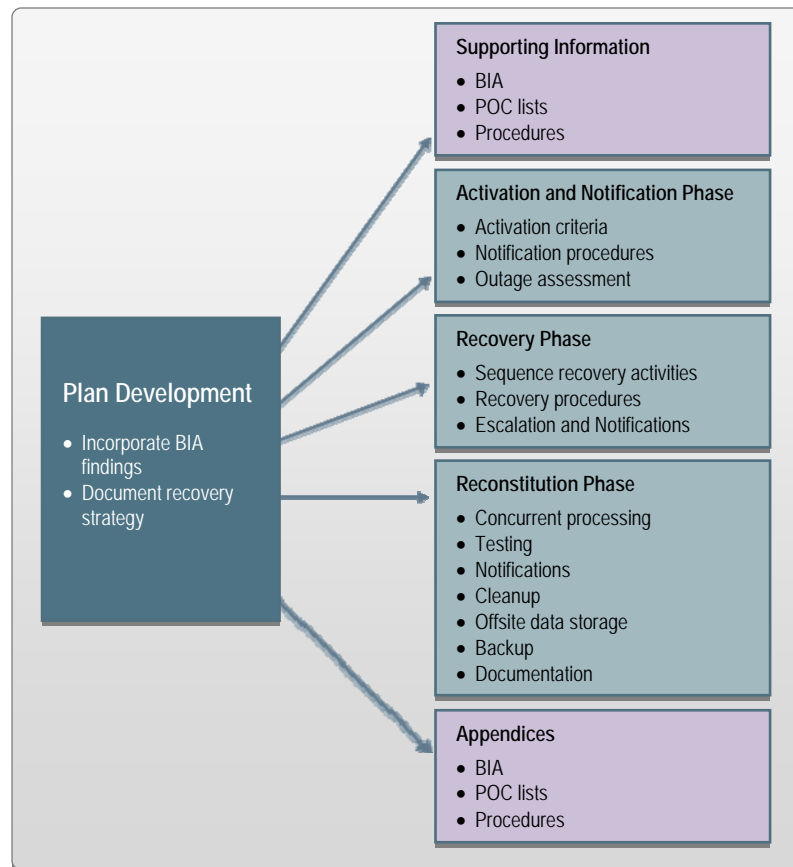 Plan Development
• Incorporate BIA
findings
• Document recovery
strategy
Supporting Information
• BIA
• POC lists
• Procedures
Activation and Notification Phase
• Activation criteria
• Notification procedures
• Outage assessment
Recovery Phase
• Sequence recovery activities
• Recovery procedures
• Escalation and Notifications
Reconstitution Phase
• Concurrent processing
• Testing
• Notifications
• Cleanup
• Offsite data storage
• Backup
• Documentation
Appendices
• BIA
• POC lists
• Procedures